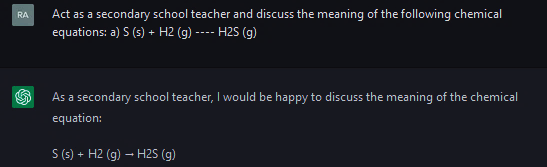 RA
Act as a secondary school teacher and discuss the meaning of the following chemical
equations: a) S (s) + H2 (g) ---- H2S (g)
As a secondary school teacher, I would be happy to discuss the meaning of the chemical
equation:
S (s) + H2 (g) → H2S (g)